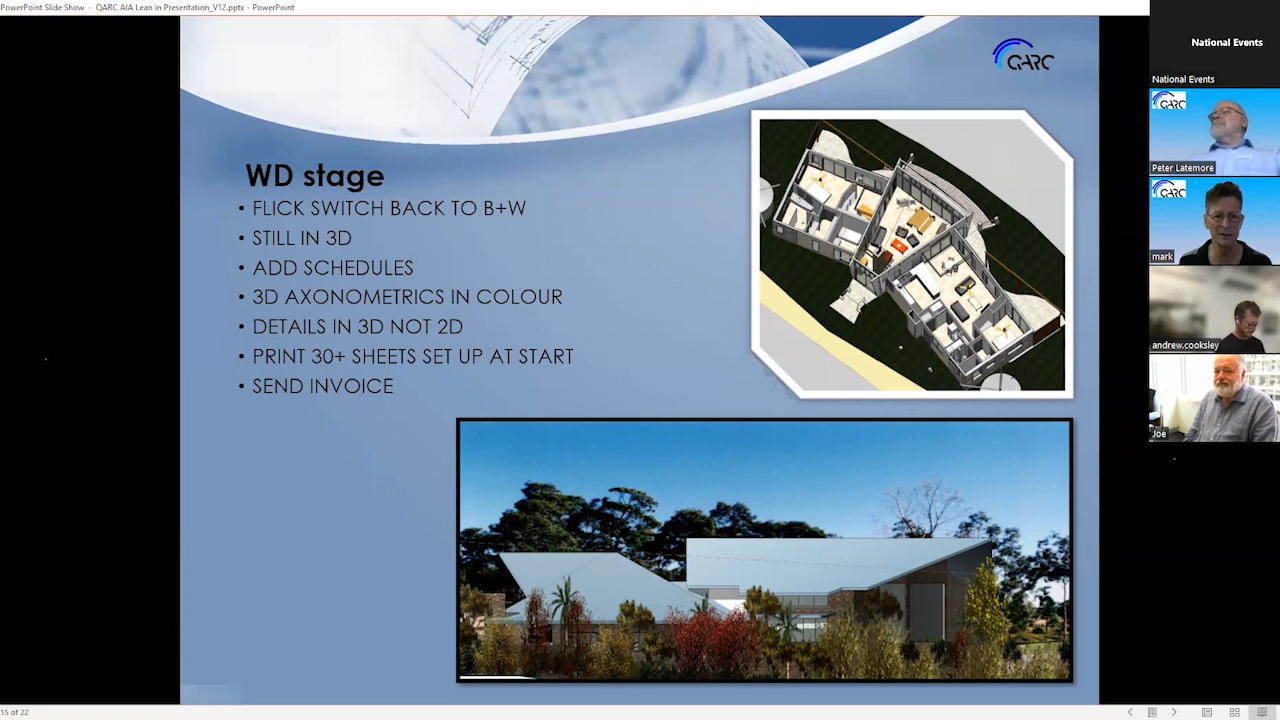 PowerPoint Slide Show - QARC AIA Lean in Presentation_V12.pptx - PowerPoint
QARC
WD stage
• FLICK SWITCH BACK TO B+W
• STILL IN 3D
• ADD SCHEDULES
• 3D AXONOMETRICS IN COLOUR
• DETAILS IN 3D NOT 2D
• PRINT 30+ SHEETS SET UP AT START
• SEND INVOICE
National Events
National Events
QARC
Peter Latemore
QARC
mark
andrew.cooksley
Joe
15 of 22